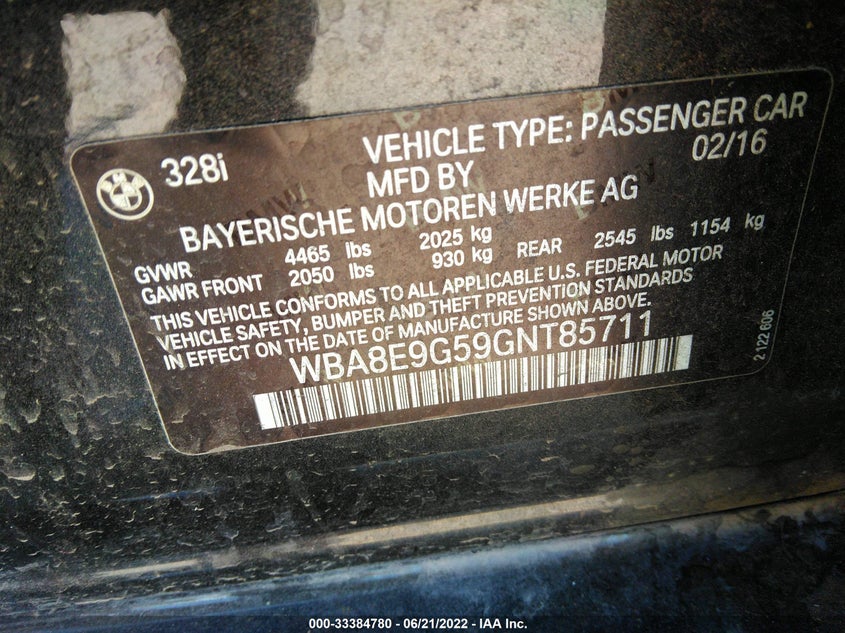 328i
VEHICLE TYPE: PASSENGER CAR
MFD BY 02/16
BAYERISCHE MOTOREN WERKE AG
GVWR 4465 lbs 2025 kg
GAWR FRONT 2050 lbs 930 kg REAR 2545 lbs 1154 kg
THIS VEHICLE CONFORMS TO ALL APPLICABLE U.S. FEDERAL MOTOR
VEHICLE SAFETY, BUMPER AND THEFT PREVENTION STANDARDS
IN EFFECT ON THE DATE OF MANUFACTURE SHOWN ABOVE.
WBA8E9G59GNT85711
2 122 606
000-33384780 - 06/21/2022 - IAA Inc.